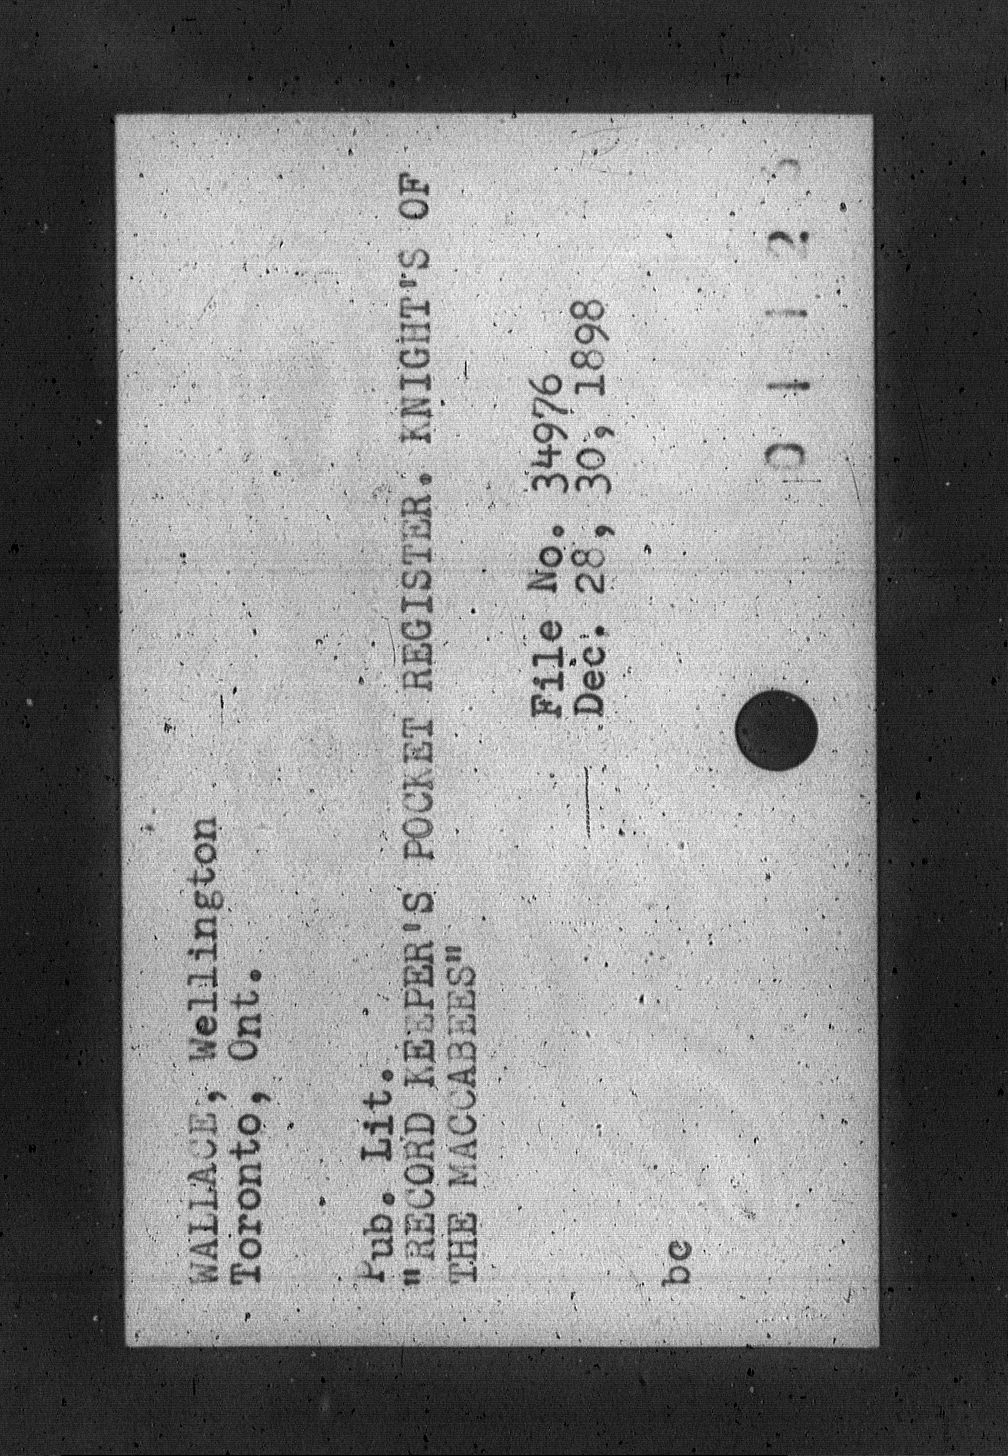 WALLACE, Wellington
Toronto, Ont.
Pub. Lit.
"RECORD KEEPER'S POCKET REGISTER. KNIGHT'S OF
THE MACCABEES"
File No. 34976
Dec. 28, 30, 1898
bc